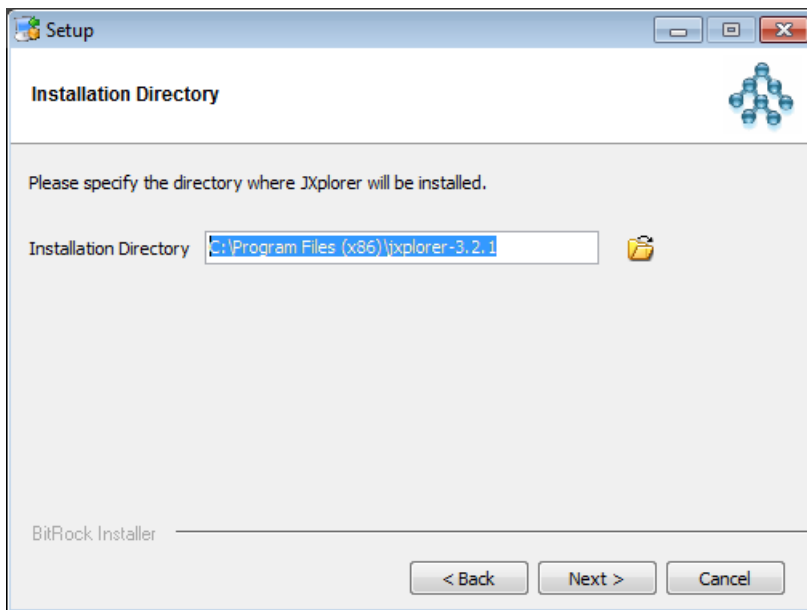 Setup
Installation Directory
Please specify the directory where JXplorer will be installed.
Installation Directory C:\Program Files (x86)\jxplorer-3.2.1
BitRock Installer
< Back Next > Cancel